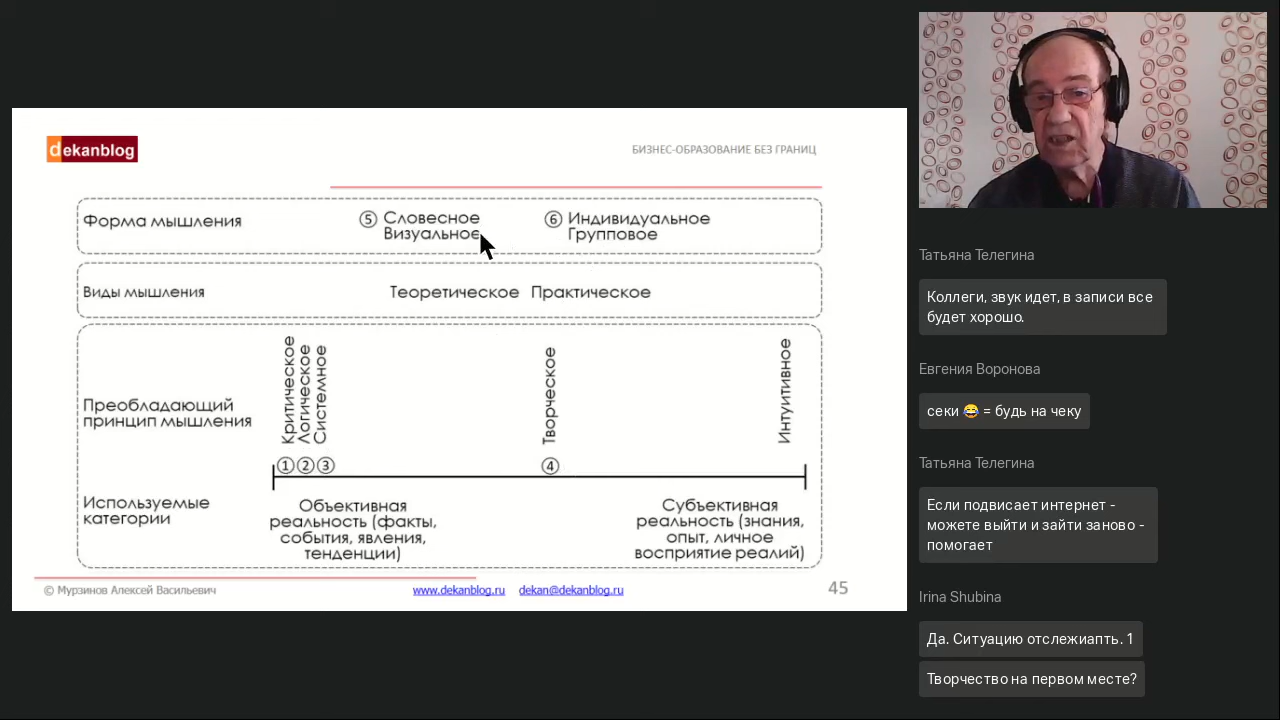 dekanblog
БИЗНЕС-ОБРАЗОВАНИЕ БЕЗ ГРАНИЦ
Форма мышления
⑤ Словесное
Визуальное
⑥ Индивидуальное
Групповое
Виды мышления
Теоретическое Практическое
Преобладающий
принцип мышления
Критическое
Логическое
Системное
Творческое
Интуитивное
① ② ③
④
Используемые
категории
Объективная
реальность (факты,
события, явления,
тенденции)
Субъективная
реальность (знания,
опыт, личное
восприятие реалий)
© Мурзинов Алексей Васильевич
www.dekanblog.ru dekan@dekanblog.ru
45
Татьяна Телегина
Коллеги, звук идет, в записи все
будет хорошо.
Евгения Воронова
секи 😂 = будь на чеку
Татьяна Телегина
Если подвисает интернет -
можете выйти и зайти заново -
помогает
Irina Shubina
Да. Ситуацию отслежиапть. 1
Творчество на первом месте?